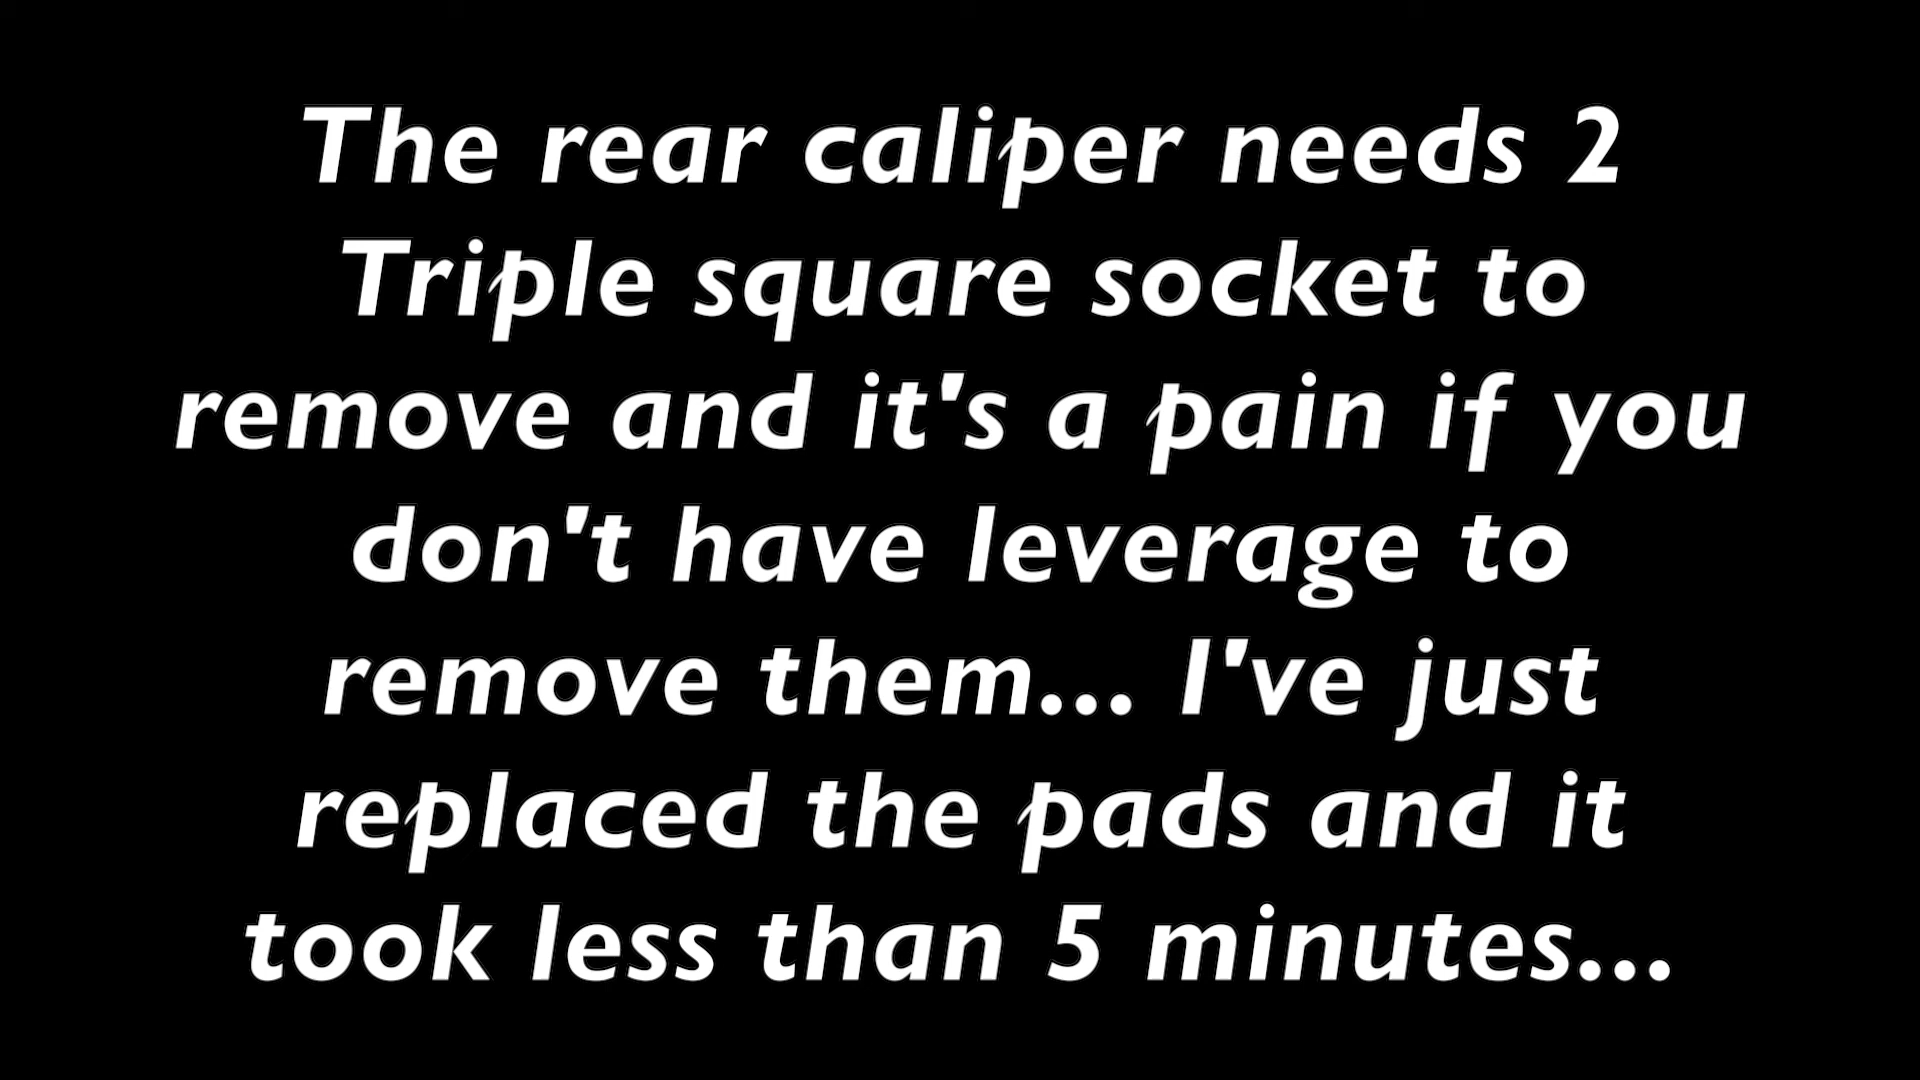 The rear caliper needs 2
Triple square socket to
remove and it's a pain if you
don't have leverage to
remove them... I've just
replaced the pads and it
took less than 5 minutes...